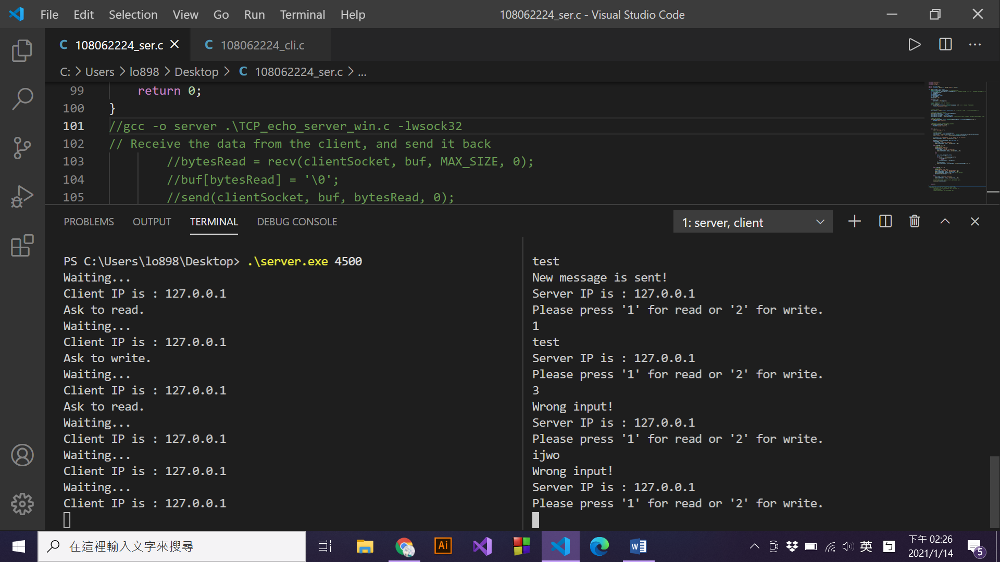 File Edit Selection View Go Run Terminal Help 108062224_ser.c - Visual Studio Code
C 108062224_ser.c C 108062224_cli.c
C: > Users > lo898 > Desktop > C 108062224_ser.c > ...
99 return 0;
100 }
101 //gcc -o server .\TCP_echo_server_win.c -lwsock32
102 // Receive the data from the client, and send it back
103 //bytesRead = recv(clientSocket, buf, MAX_SIZE, 0);
104 //buf[bytesRead] = '\0';
105 //send(clientSocket, buf, bytesRead, 0);
PROBLEMS OUTPUT TERMINAL DEBUG CONSOLE 1: server, client
PS C:\Users\lo898\Desktop> .\server.exe 4500
Waiting...
Client IP is : 127.0.0.1
Ask to read.
Waiting...
Client IP is : 127.0.0.1
Ask to write.
Waiting...
Client IP is : 127.0.0.1
Ask to read.
Waiting...
Client IP is : 127.0.0.1
Waiting...
Client IP is : 127.0.0.1
Waiting...
Client IP is : 127.0.0.1
test
New message is sent!
Server IP is : 127.0.0.1
Please press '1' for read or '2' for write.
1
test
Server IP is : 127.0.0.1
Please press '1' for read or '2' for write.
3
Wrong input!
Server IP is : 127.0.0.1
Please press '1' for read or '2' for write.
ijwo
Wrong input!
Server IP is : 127.0.0.1
Please press '1' for read or '2' for write.
在這裡輸入文字來搜尋
Ai
英
ㄅ
下午 02:26
2021/1/14
5